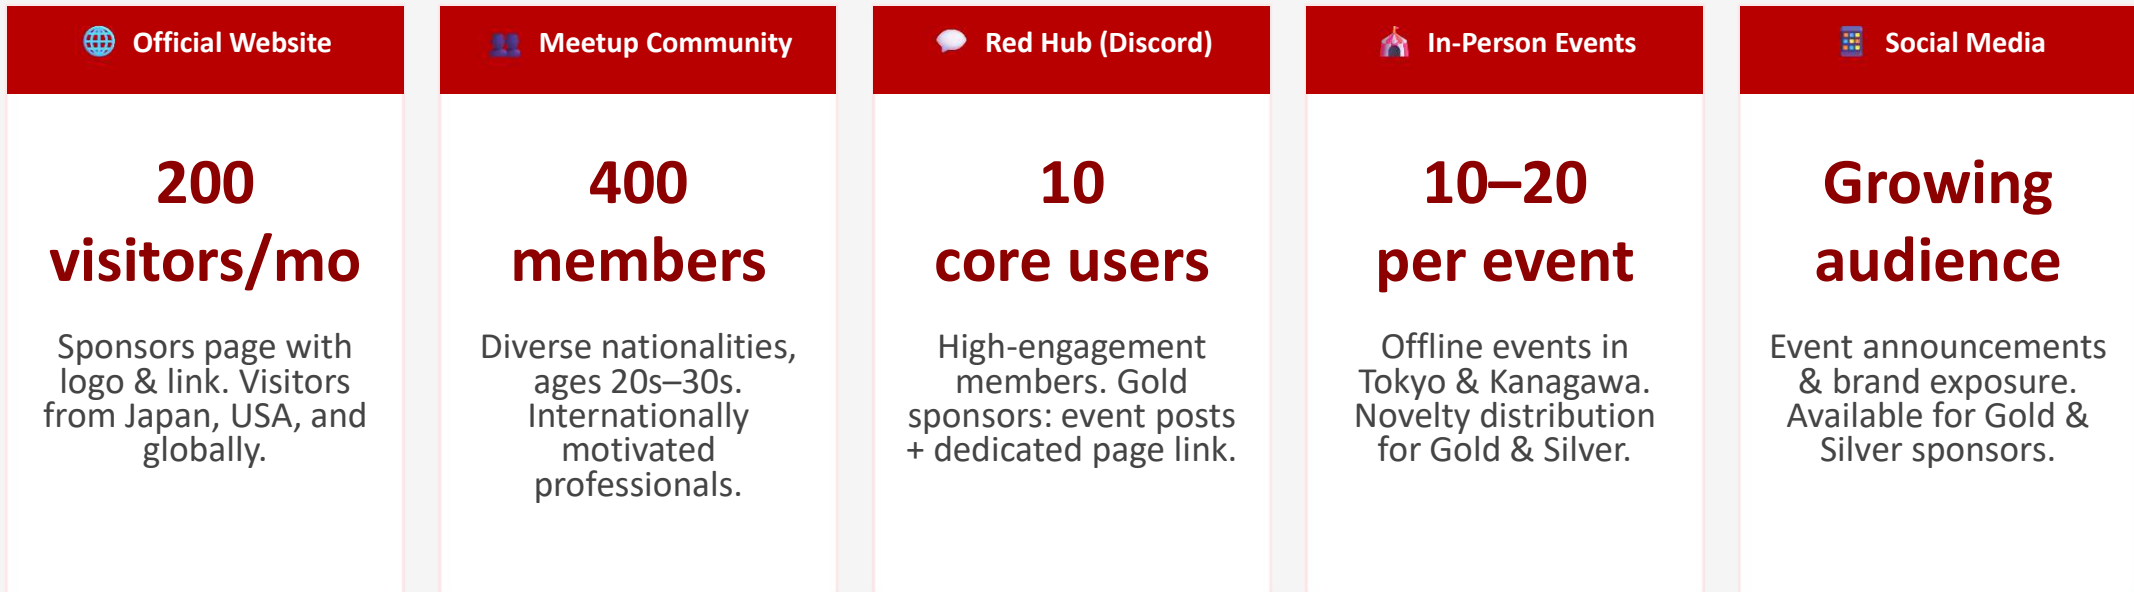 Official Website
200
visitors/mo
Sponsors page with
logo & link. Visitors
from Japan, USA, and
globally.
Meetup Community
400
members
Diverse nationalities,
ages 20s–30s.
Internationally
motivated
professionals.
Red Hub (Discord)
10
core users
High-engagement
members. Gold
sponsors: event posts
+ dedicated page link.
In-Person Events
10–20
per event
Offline events in
Tokyo & Kanagawa.
Novelty distribution
for Gold & Silver.
Social Media
Growing
audience
Event announcements
& brand exposure.
Available for Gold &
Silver sponsors.